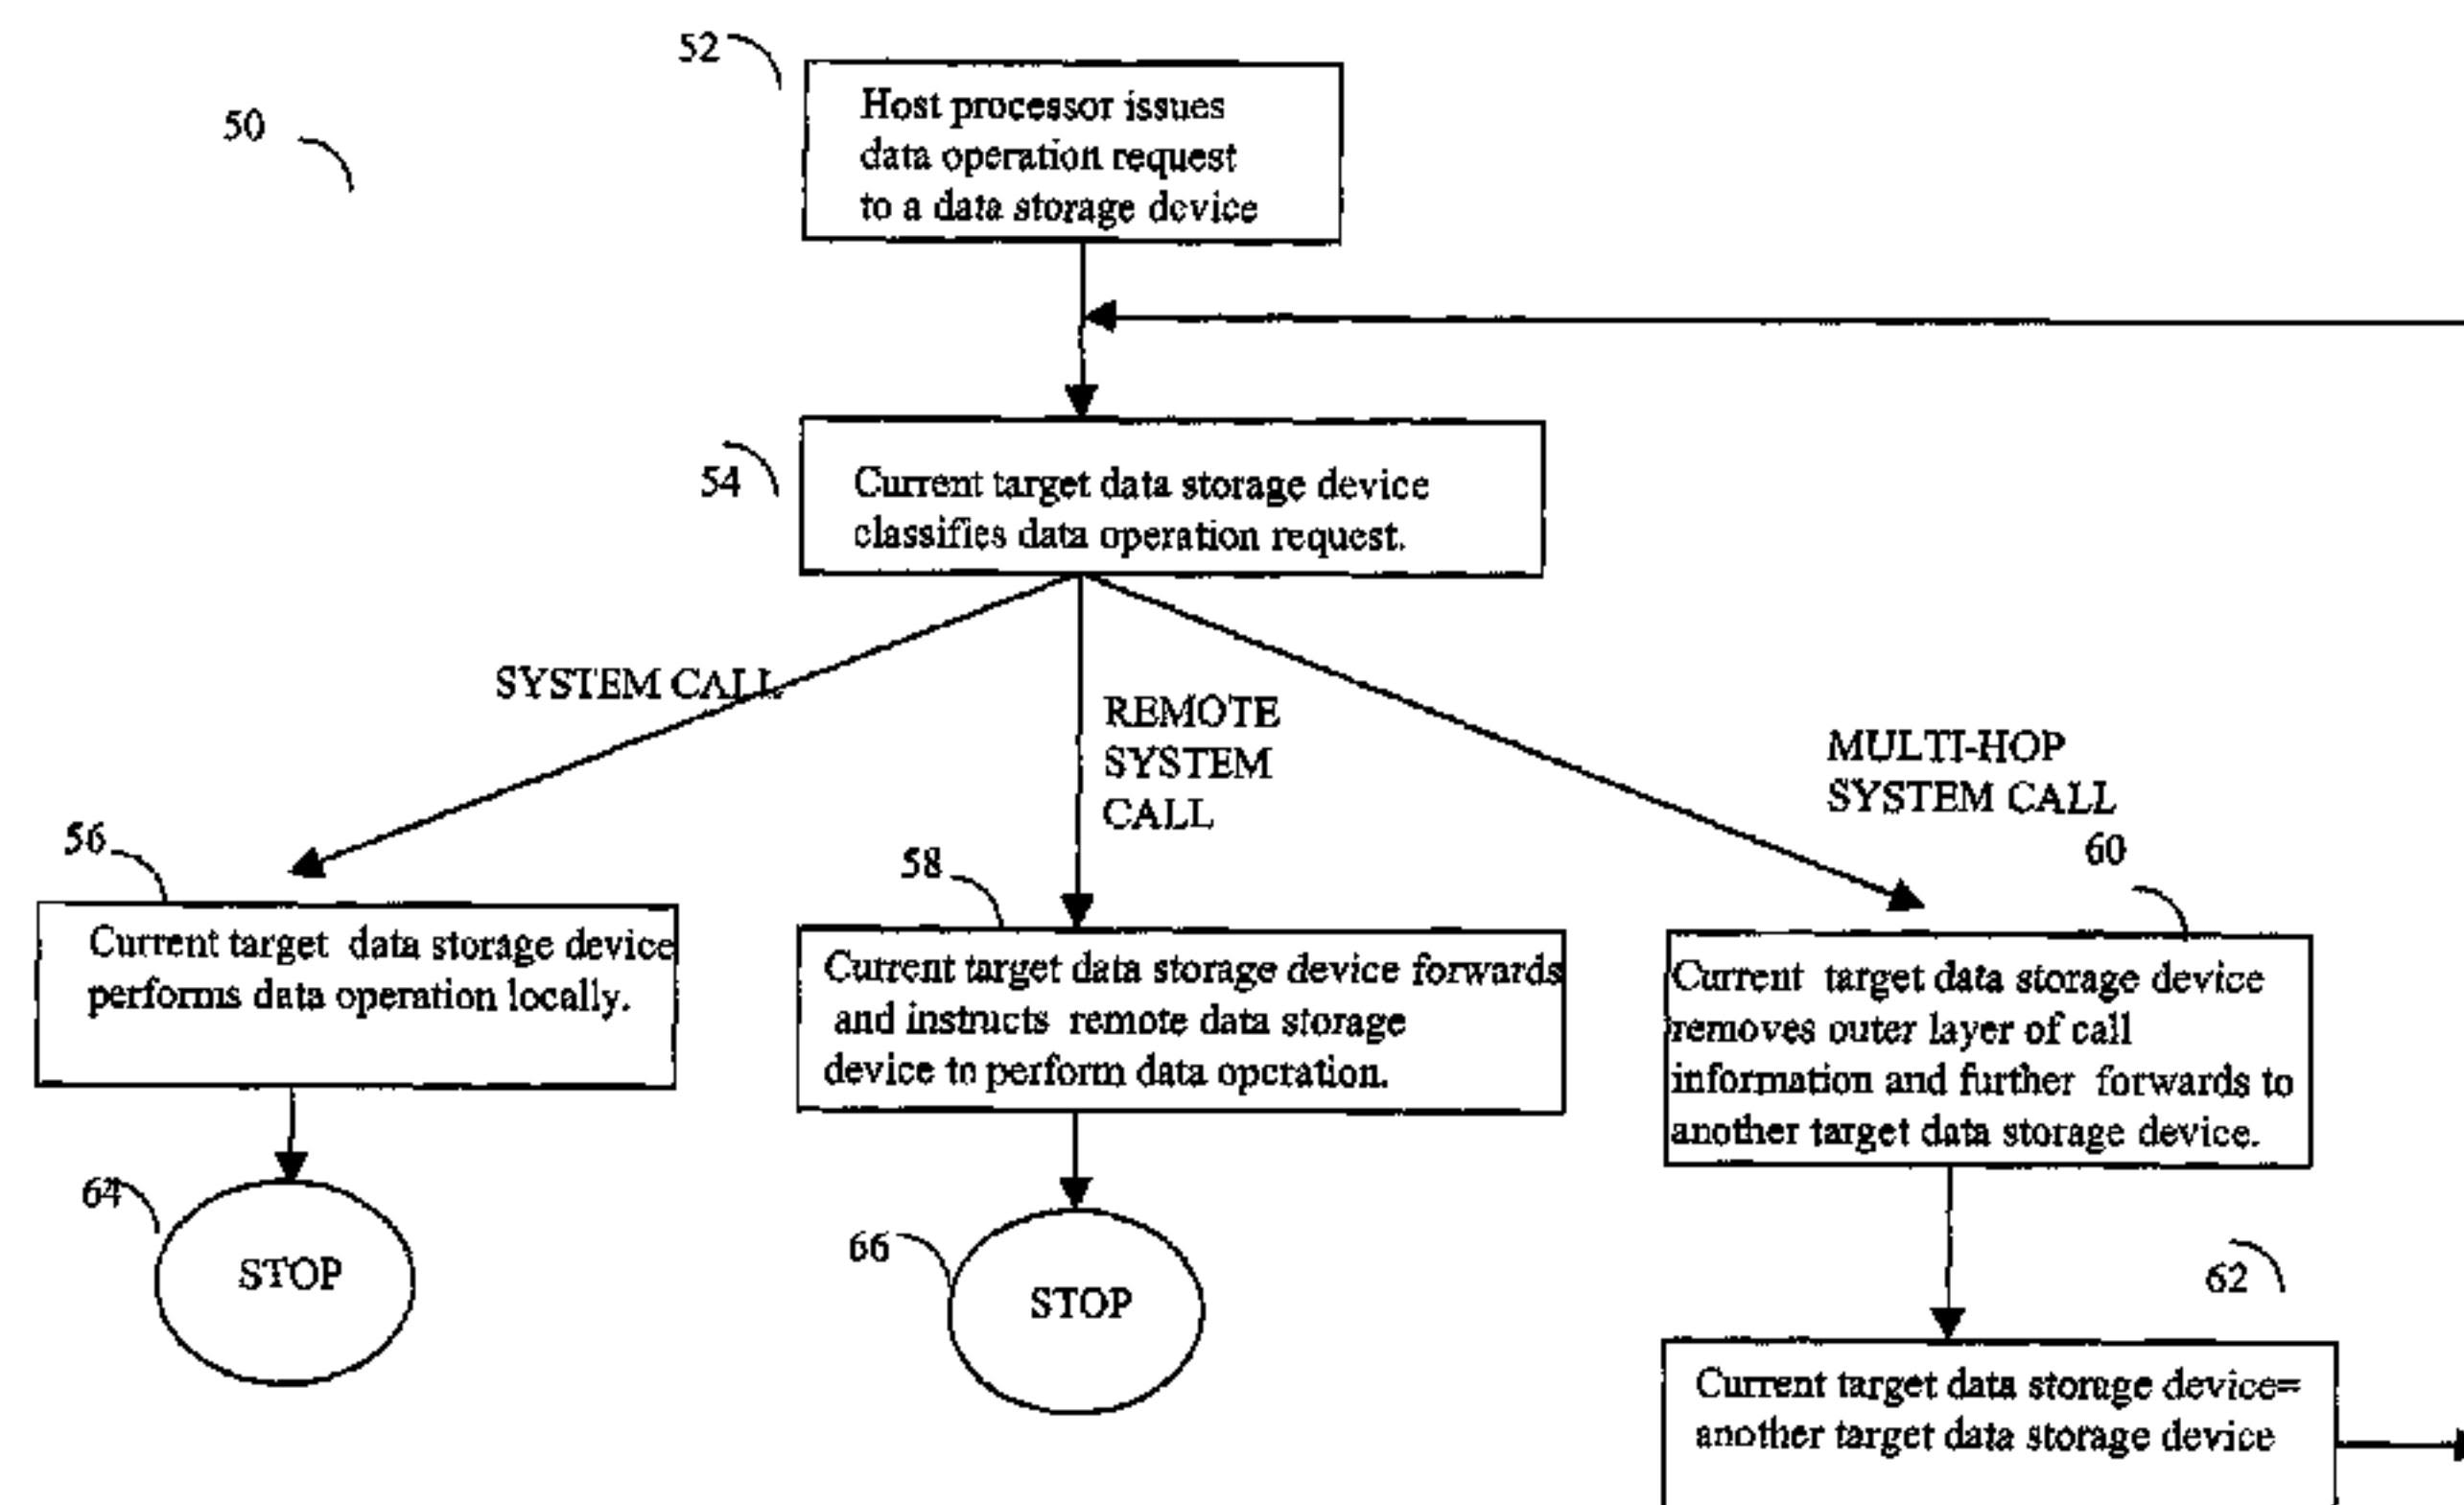 52
Host processor issues
data operation request
to a data storage device
50
54
Current target data storage device
classifies data operation request.
SYSTEM CALL
REMOTE
SYSTEM
CALL
MULTI-HOP
SYSTEM CALL
56
Current target data storage device
performs data operation locally.
58
Current target data storage device forwards
and instructs remote data storage
device to perform data operation.
60
Current target data storage device
removes outer layer of call
information and further forwards to
another target data storage device.
64
STOP
66
STOP
62
Current target data storage device=
another target data storage device